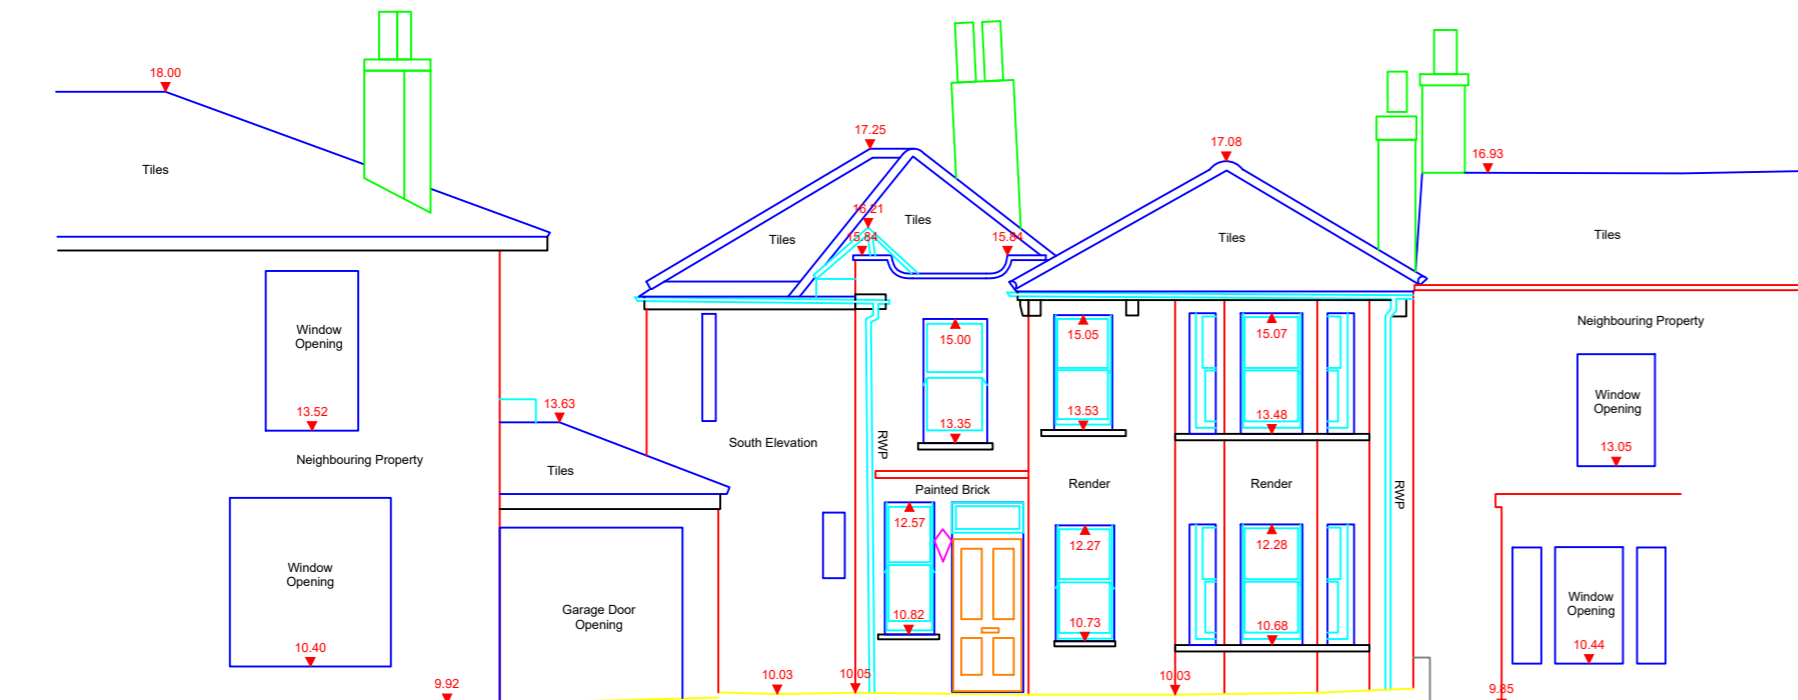 18.00
17.25
17.08
16.93
Tiles
16.21
Tiles
15.84
15.84
Tiles
Tiles
Tiles
Window
Opening
13.52
15.00
15.05
15.07
Neighbouring Property
13.63
13.35
13.53
13.48
Window
Opening
13.05
Neighbouring Property
Tiles
South Elevation
RWP
Painted Brick
Render
Render
RWP
12.57
12.27
12.28
Window
Opening
10.40
Garage Door
Opening
10.82
10.73
10.68
Window
Opening
10.44
9.92
10.03
10.05
10.03
9.85